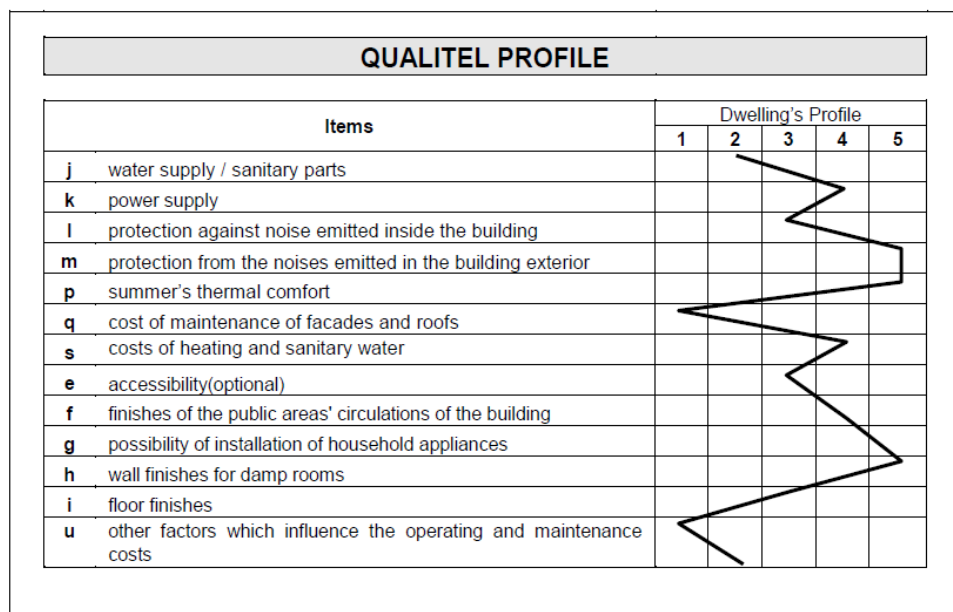 QUALITEL PROFILE
Items
Dwelling's Profile
1 2 3 4 5
j water supply / sanitary parts
k power supply
l protection against noise emitted inside the building
m protection from the noises emitted in the building exterior
p summer's thermal comfort
q cost of maintenance of facades and roofs
s costs of heating and sanitary water
e accessibility(optional)
f finishes of the public areas' circulations of the building
g possibility of installation of household appliances
h wall finishes for damp rooms
i floor finishes
u other factors which influence the operating and maintenance
costs